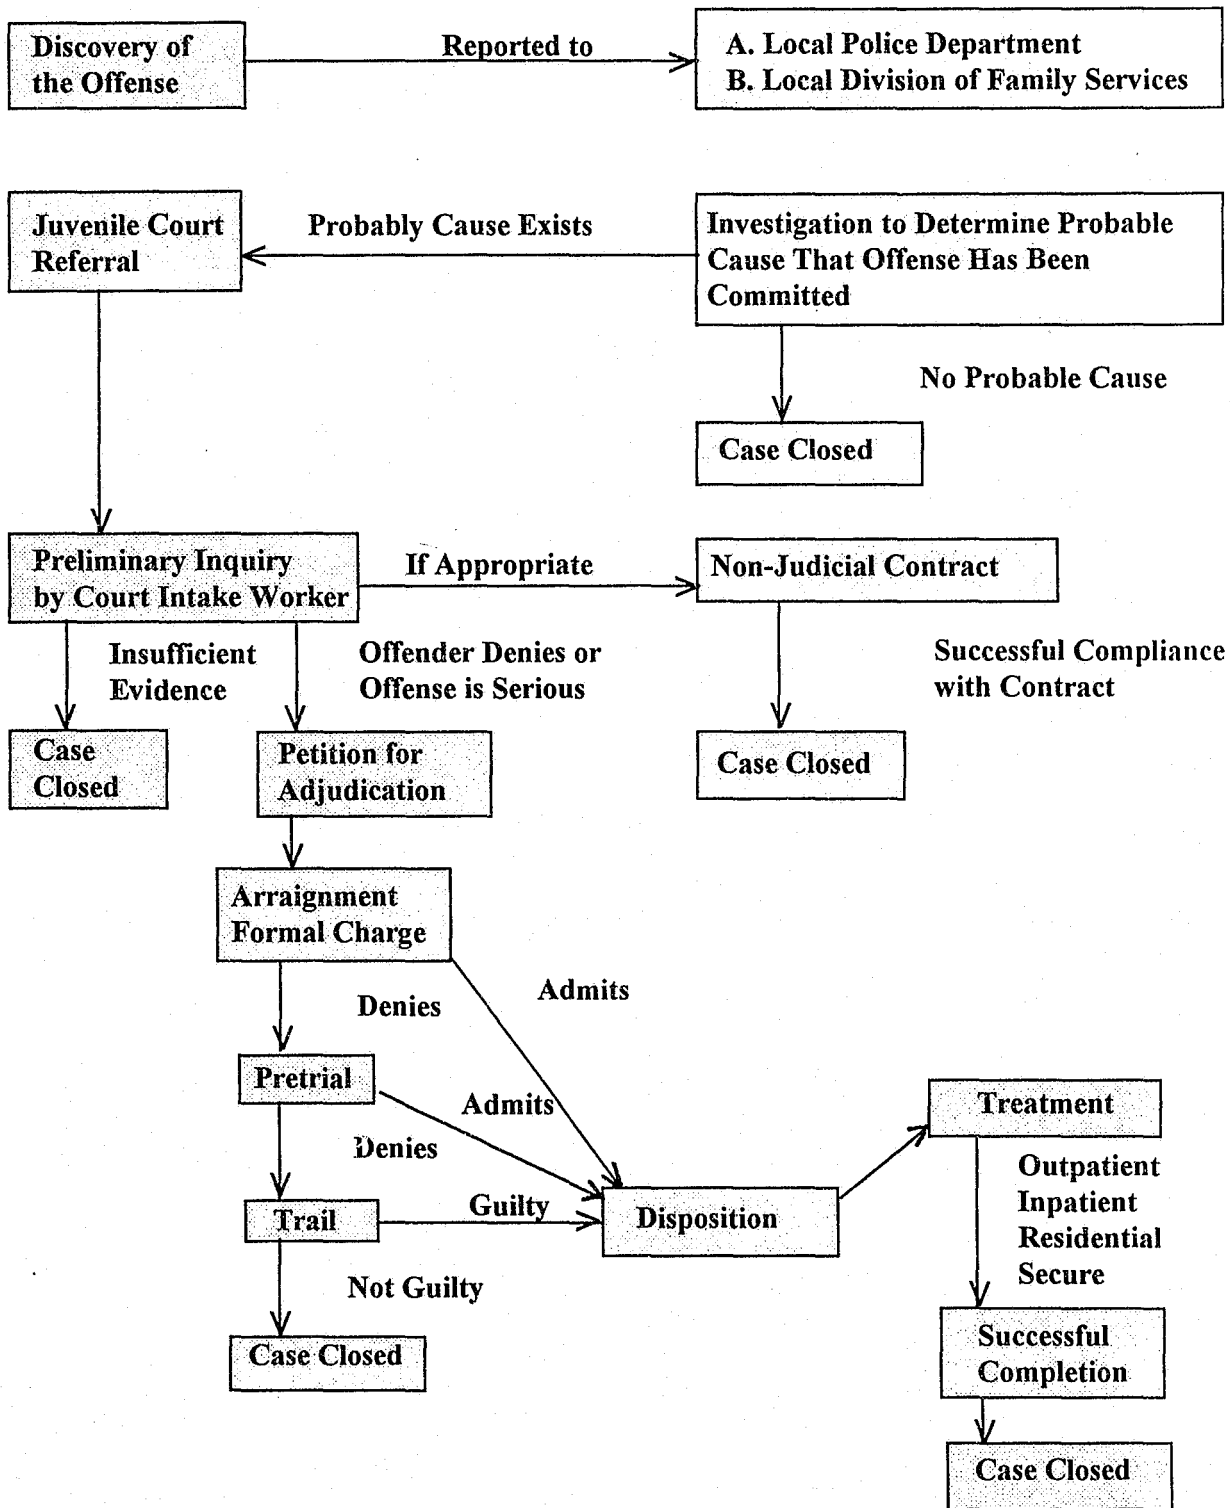 Discovery of
the Offense
Reported to
A. Local Police Department
B. Local Division of Family Services
Juvenile Court
Referral
Probably Cause Exists
Investigation to Determine Probable
Cause That Offense Has Been
Committed
No Probable Cause
Case Closed
Preliminary Inquiry
by Court Intake Worker
If Appropriate
Non-Judicial Contract
Insufficient
Evidence
Offender Denies or
Offense is Serious
Successful Compliance
with Contract
Case
Closed
Petition for
Adjudication
Case Closed
Arraignment
Formal Charge
Denies
Admits
Pretrial
Admits
Denies
Treatment
Outpatient
Inpatient
Residential
Secure
Trail
Guilty
Disposition
Not Guilty
Case Closed
Successful
Completion
Case Closed